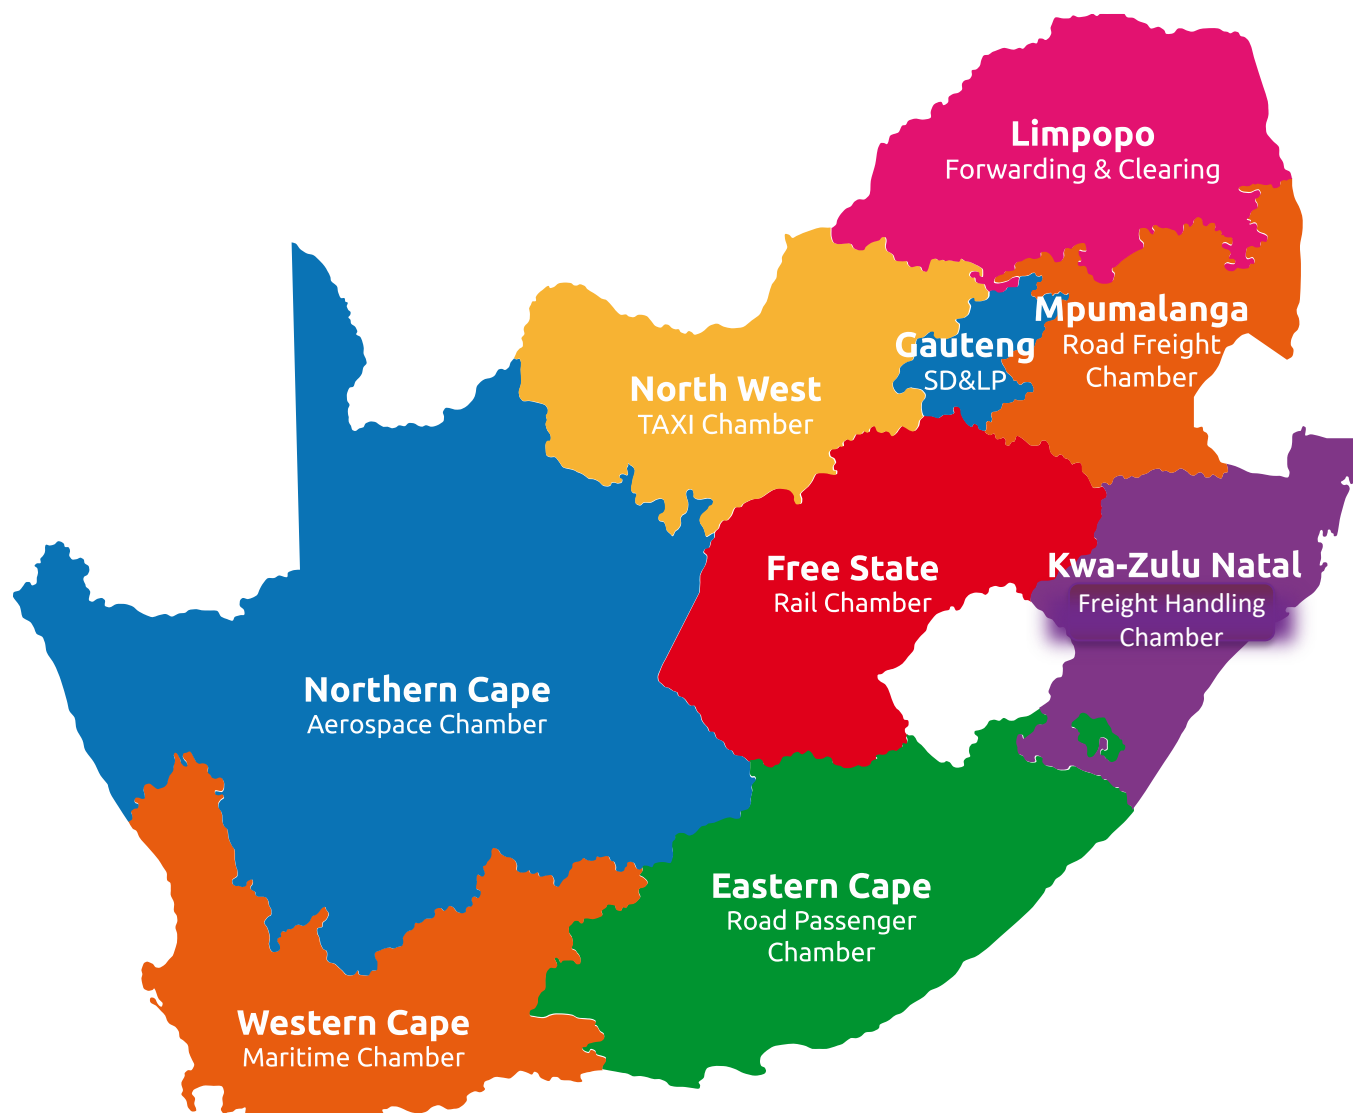 Limpopo
Forwarding & Clearing
Mpumalanga
Road Freight
Chamber
Gauteng
SD&LP
North West
TAXI Chamber
Free State
Rail Chamber
Kwa-Zulu Natal
Freight Handling
Chamber
Northern Cape
Aerospace Chamber
Eastern Cape
Road Passenger
Chamber
Western Cape
Maritime Chamber